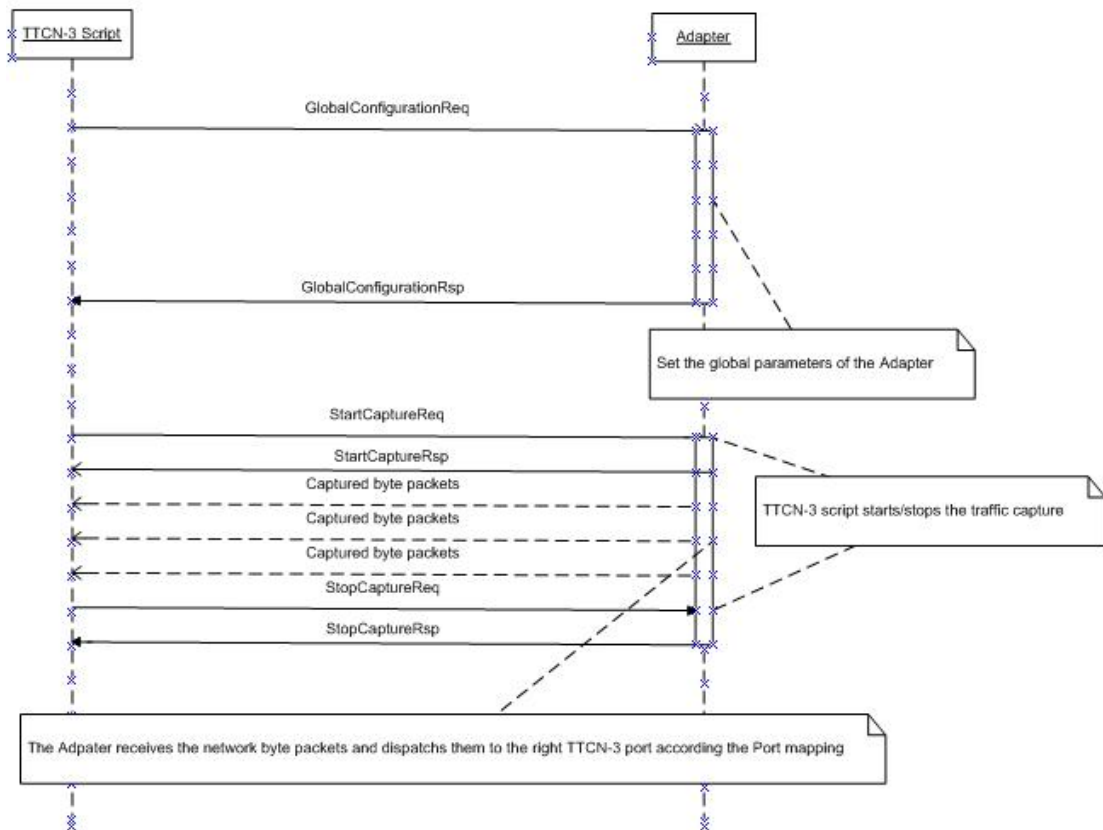 TTCN-3 Script
Adapter
GlobalConfigurationReq
GlobalConfigurationRsp
Set the global parameters of the Adapter
StartCaptureReq
StartCaptureRsp
Captured byte packets
TTCN-3 script starts/stops the traffic capture
Captured byte packets
Captured byte packets
StopCaptureReq
StopCaptureRsp
The Adpater receives the network byte packets and dispatchs them to the right TTCN-3 port according the Port mapping